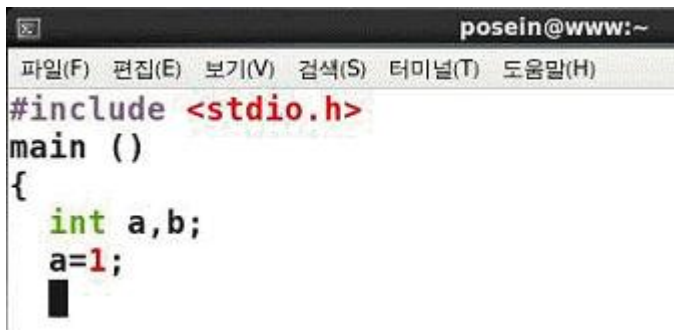 posein@www:~
파일(F) 편집(E) 보기(V) 검색(S) 터미널(T) 도움말(H)
#include <stdio.h>
main ()
{
int a,b;
a=1;